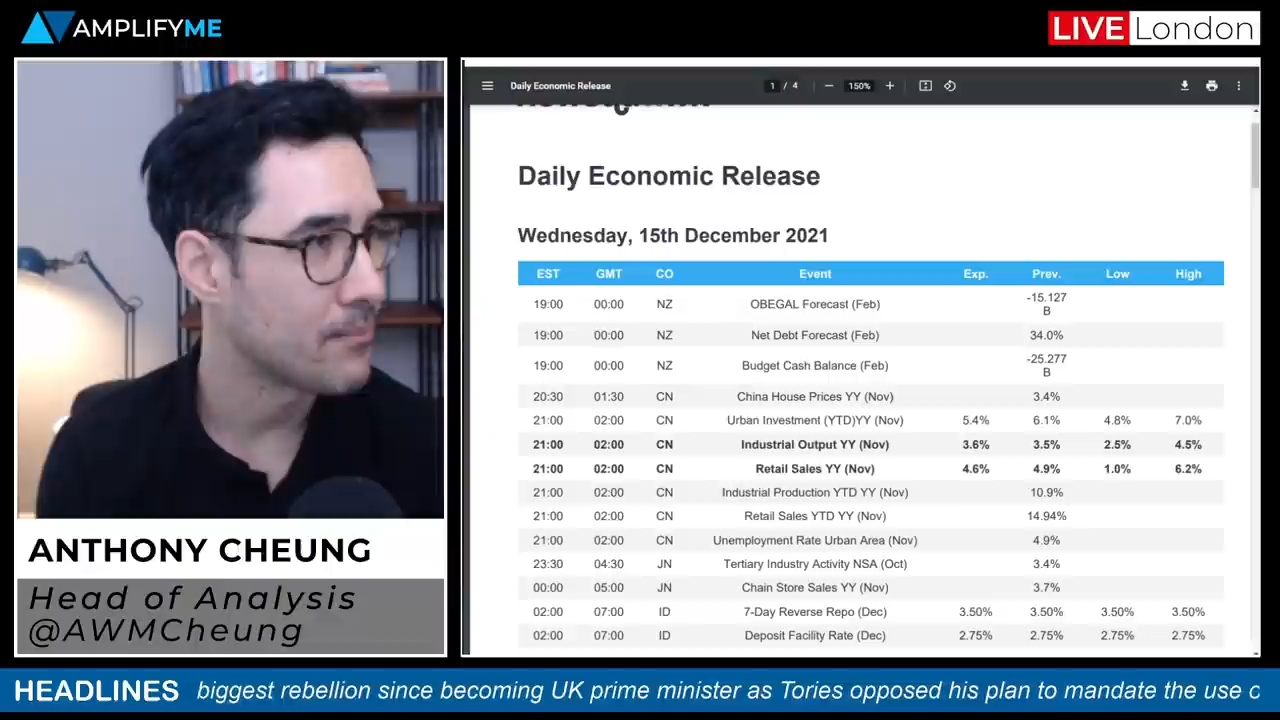 AMPLIFYME
LIVE London
Daily Economic Release
1 / 4
150%
Daily Economic Release
Wednesday, 15th December 2021
EST GMT CO Event Exp. Prev. Low High
19:00 00:00 NZ OBEGAL Forecast (Feb) -15.127 B
19:00 00:00 NZ Net Debt Forecast (Feb) 34.0%
19:00 00:00 NZ Budget Cash Balance (Feb) -25.277 B
20:30 01:30 CN China House Prices YY (Nov) 3.4%
21:00 02:00 CN Urban Investment (YTD)YY (Nov) 5.4% 6.1% 4.8% 7.0%
21:00 02:00 CN Industrial Output YY (Nov) 3.6% 3.5% 2.5% 4.5%
21:00 02:00 CN Retail Sales YY (Nov) 4.6% 4.9% 1.0% 6.2%
21:00 02:00 CN Industrial Production YTD YY (Nov) 10.9%
21:00 02:00 CN Retail Sales YTD YY (Nov) 14.94%
21:00 02:00 CN Unemployment Rate Urban Area (Nov) 4.9%
23:30 04:30 JN Tertiary Industry Activity NSA (Oct) 3.4%
00:00 05:00 JN Chain Store Sales YY (Nov) 3.7%
02:00 07:00 ID 7-Day Reverse Repo (Dec) 3.50% 3.50% 3.50% 3.50%
02:00 07:00 ID Deposit Facility Rate (Dec) 2.75% 2.75% 2.75% 2.75%
ANTHONY CHEUNG
Head of Analysis
@AWMCheung
HEADLINES biggest rebellion since becoming UK prime minister as Tories opposed his plan to mandate the use